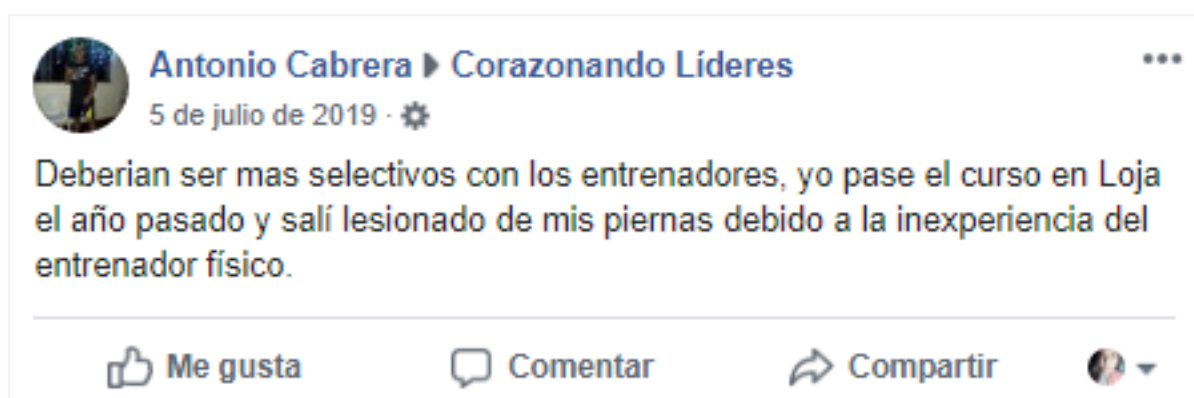 Antonio Cabrera ▶ Corazonando Líderes
5 de julio de 2019 ·
Deberian ser mas selectivos con los entrenadores, yo pase el curso en Loja
el año pasado y salí lesionado de mis piernas debido a la inexperiencia del
entrenador físico.
Me gusta Comentar Compartir